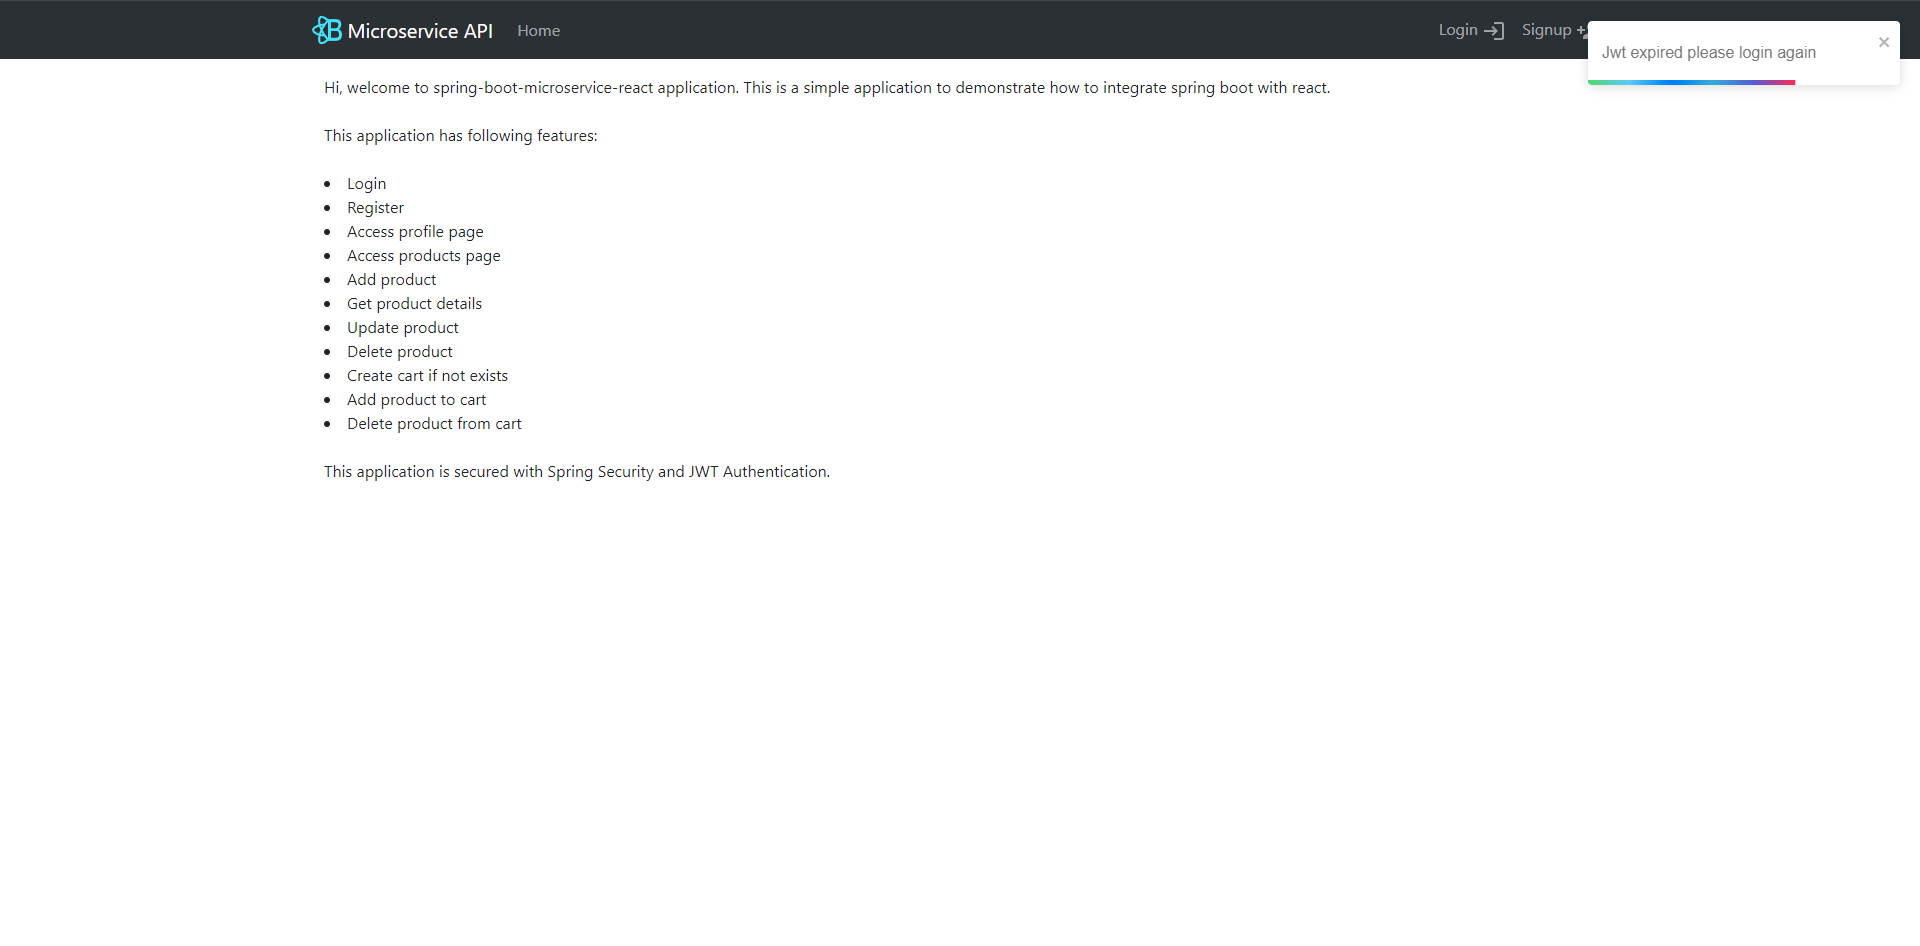 Microservice API Home Login Signup
Jwt expired please login again
Hi, welcome to spring-boot-microservice-react application. This is a simple application to demonstrate how to integrate spring boot with react.
This application has following features:
Login
Register
Access profile page
Access products page
Add product
Get product details
Update product
Delete product
Create cart if not exists
Add product to cart
Delete product from cart
This application is secured with Spring Security and JWT Authentication.